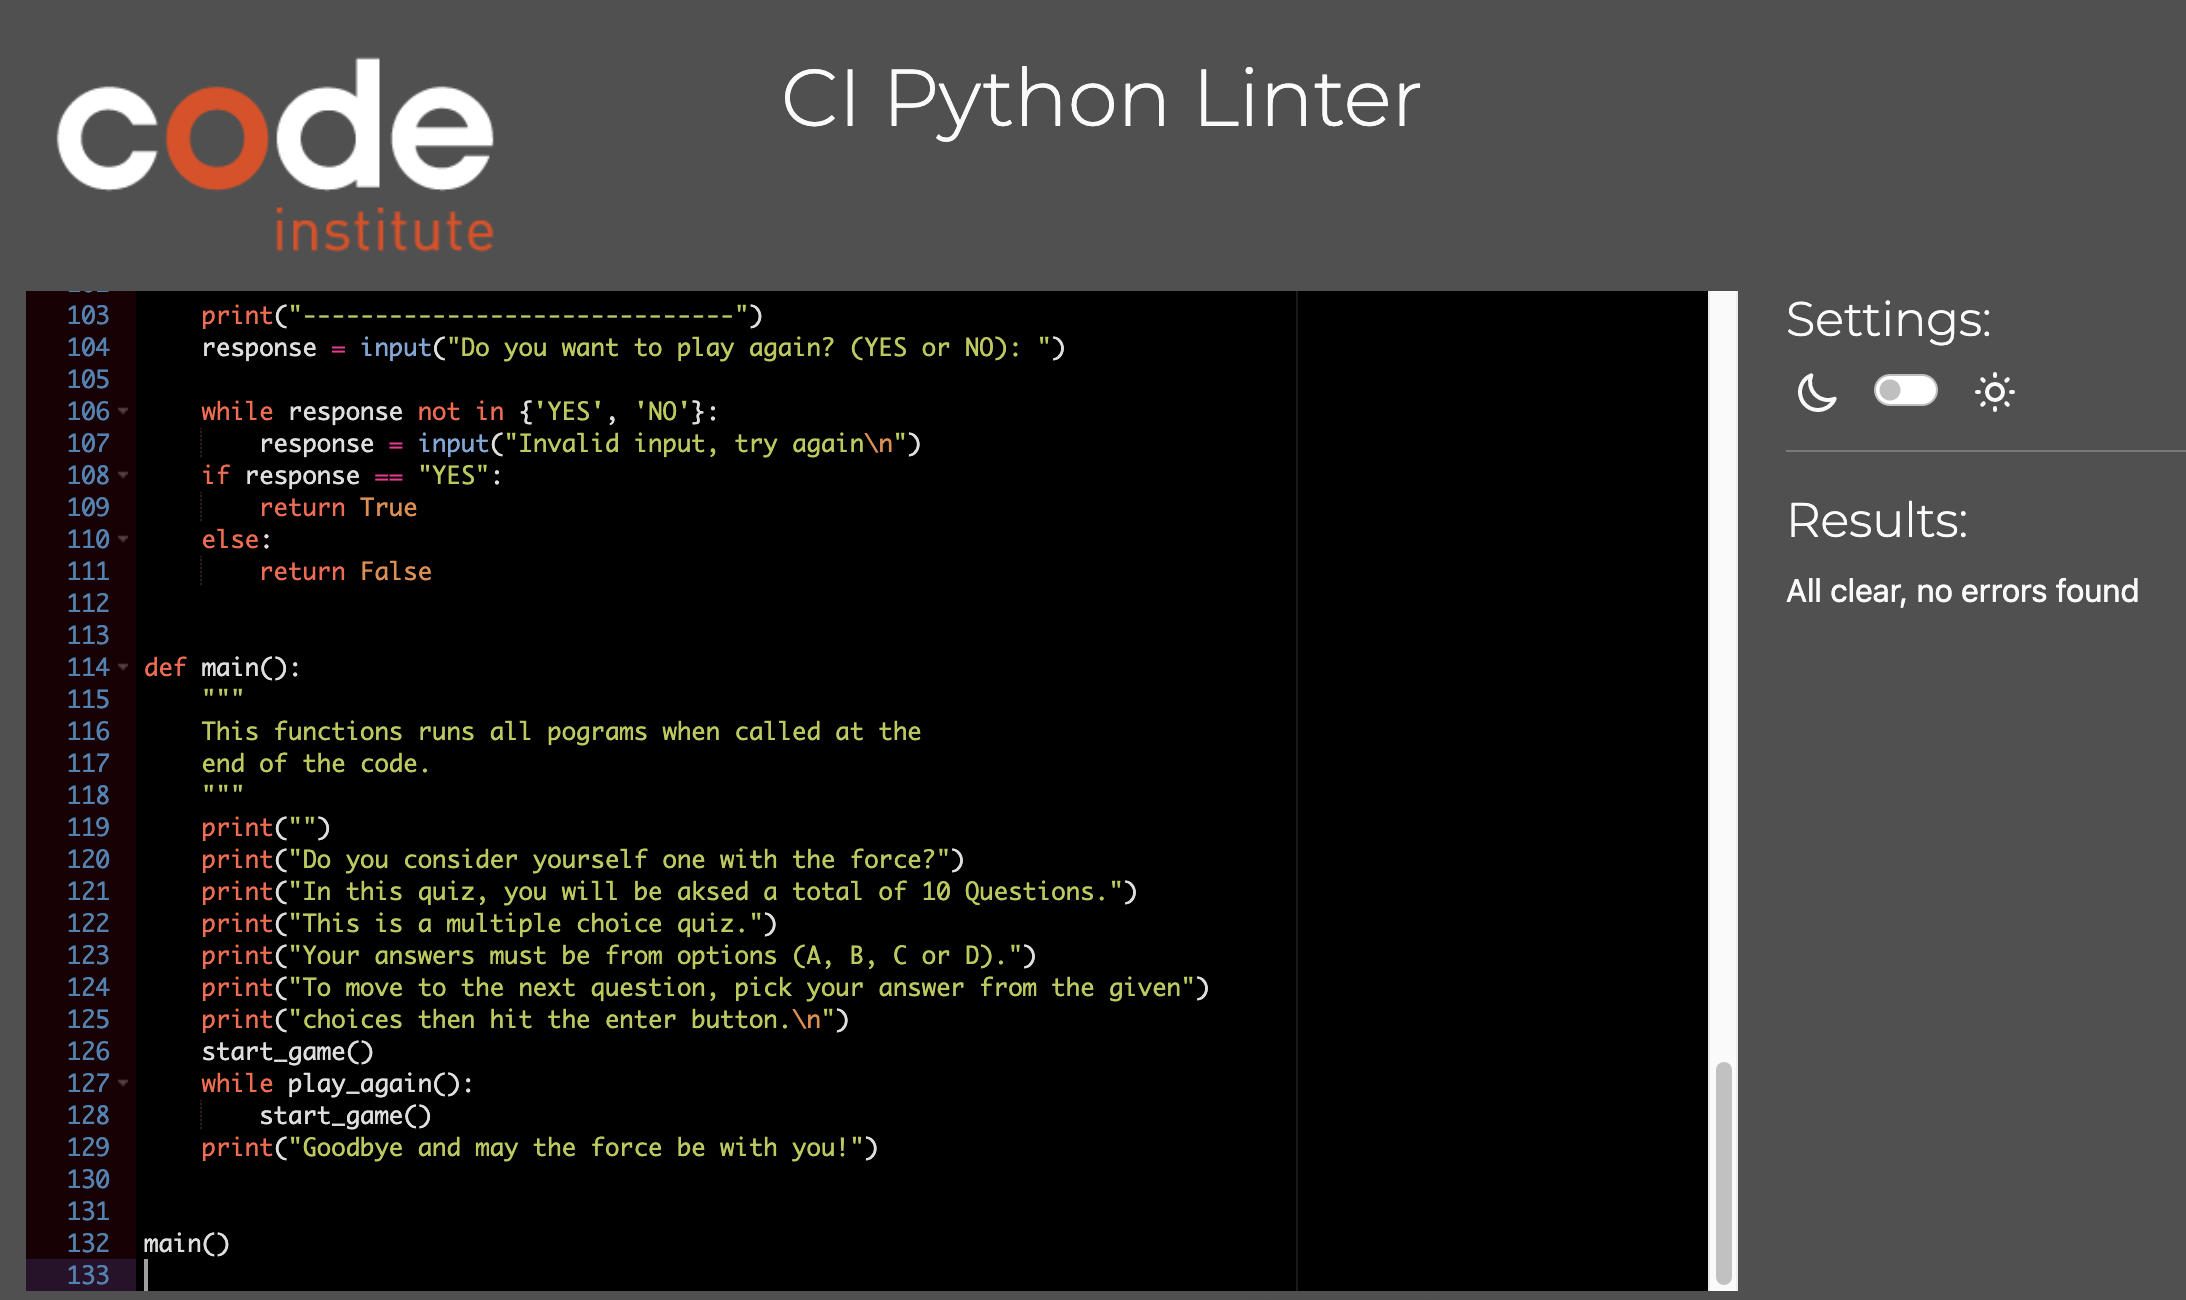 code
institute
CI Python Linter
103 print("------------------------------")
104 response = input("Do you want to play again? (YES or NO): ")
105
106 while response not in {'YES', 'NO'}:
107 response = input("Invalid input, try again\n")
108 if response == "YES":
109 return True
110 else:
111 return False
112
113
114 def main():
115 """
116 This functions runs all pograms when called at the
117 end of the code.
118 """
119 print("")
120 print("Do you consider yourself one with the force?")
121 print("In this quiz, you will be aksed a total of 10 Questions.")
122 print("This is a multiple choice quiz.")
123 print("Your answers must be from options (A, B, C or D).")
124 print("To move to the next question, pick your answer from the given")
125 print("choices then hit the enter button.\n")
126 start_game()
127 while play_again():
128 start_game()
129 print("Goodbye and may the force be with you!")
130
131
132 main()
133
Settings:
Results:
All clear, no errors found